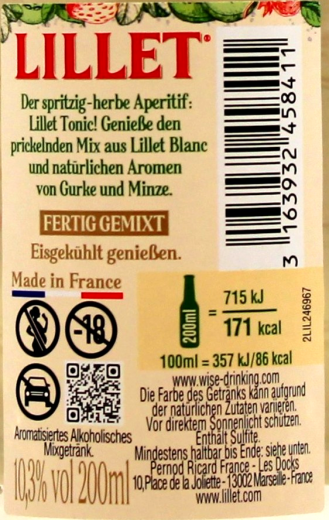 LILLET
Der spritzig-herbe Aperitif:
Lillet Tonic! Genieße den
prickelnden Mix aus Lillet Blanc
und natürlichen Aromen
von Gurke und Minze.
FERTIG GEMIXT
Eisgekühlt genießen.
Made in France
3 163932 458411
-18
200ml
= 715 kJ
171 kcal
100ml = 357 kJ/86 kcal
2LIL246967
www.wise-drinking.com
Die Farbe des Getränks kann aufgrund
der natürlichen Zutaten variieren.
Vor direktem Sonnenlicht schützen.
Enthält Sulfite.
Mindestens haltbar bis Ende: siehe unten.
Pernod Ricard France - Les Docks
10,Place de la Joliette - 13002 Marseille - France
www.lillet.com
Aromatisiertes Alkoholisches
Mixgetränk.
10,3% vol 200ml